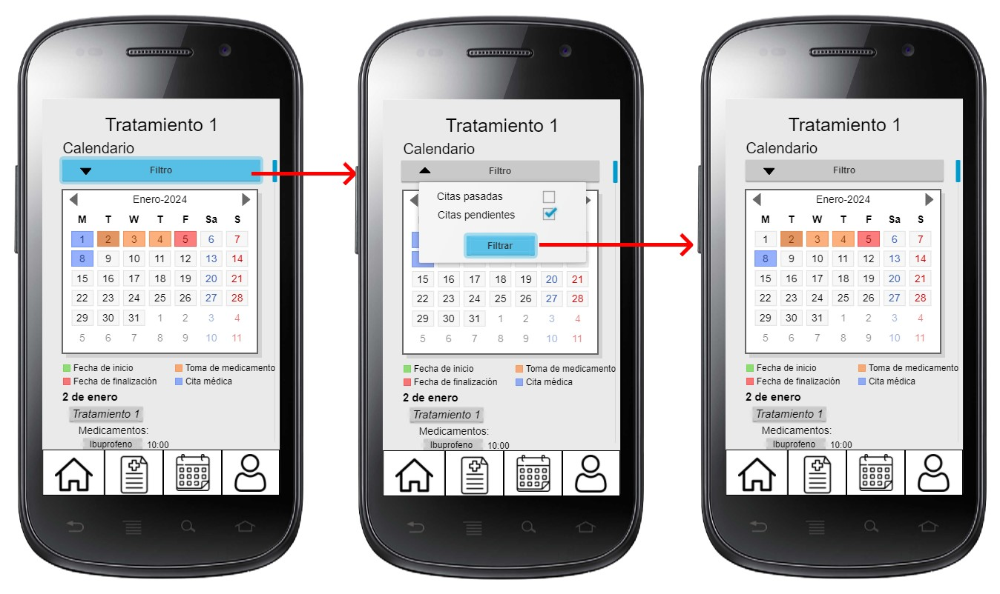 Tratamiento 1
Calendario
Filtro
Enero-2024
M T W T F Sa S
1 2 3 4 5 6 7
8 9 10 11 12 13 14
15 16 17 18 19 20 21
22 23 24 25 26 27 28
29 30 31 1 2 3 4
5 6 7 8 9 10 11
Fecha de inicio Toma de medicamento
Fecha de finalización Cita médica
2 de enero
Tratamiento 1
Medicamentos:
Ibuprofeno 10:00
Tratamiento 1
Calendario
Filtro
Citas pasadas
Citas pendientes
Filtrar
15 16 17 18 19 20 21
22 23 24 25 26 27 28
29 30 31 1 2 3 4
5 6 7 8 9 10 11
Fecha de inicio Toma de medicamento
Fecha de finalización Cita médica
2 de enero
Tratamiento 1
Medicamentos:
Ibuprofeno 10:00
Tratamiento 1
Calendario
Filtro
Enero-2024
M T W T F Sa S
1 2 3 4 5 6 7
8 9 10 11 12 13 14
15 16 17 18 19 20 21
22 23 24 25 26 27 28
29 30 31 1 2 3 4
5 6 7 8 9 10 11
Fecha de inicio Toma de medicamento
Fecha de finalización Cita médica
2 de enero
Tratamiento 1
Medicamentos:
Ibuprofeno 10:00